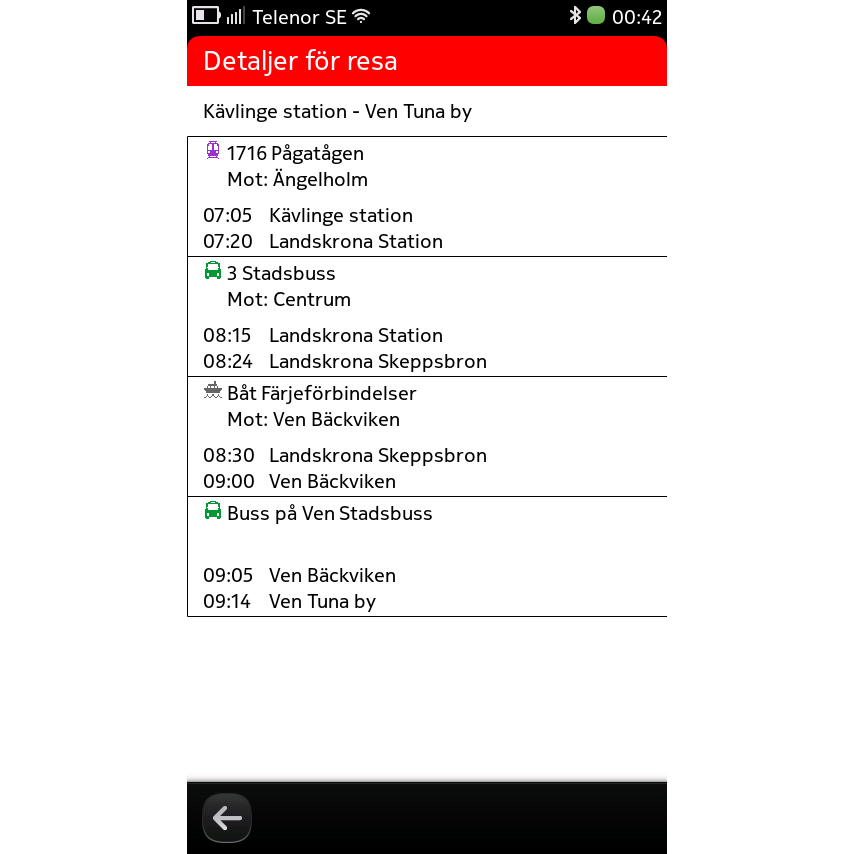 Telenor SE 00:42
Detaljer för resa
Kävlinge station - Ven Tuna by
1716 Pågatågen
Mot: Ängelholm
07:05 Kävlinge station
07:20 Landskrona Station
3 Stadsbuss
Mot: Centrum
08:15 Landskrona Station
08:24 Landskrona Skeppsbron
Båt Färjeförbindelser
Mot: Ven Bäckviken
08:30 Landskrona Skeppsbron
09:00 Ven Bäckviken
Buss på Ven Stadsbuss
09:05 Ven Bäckviken
09:14 Ven Tuna by